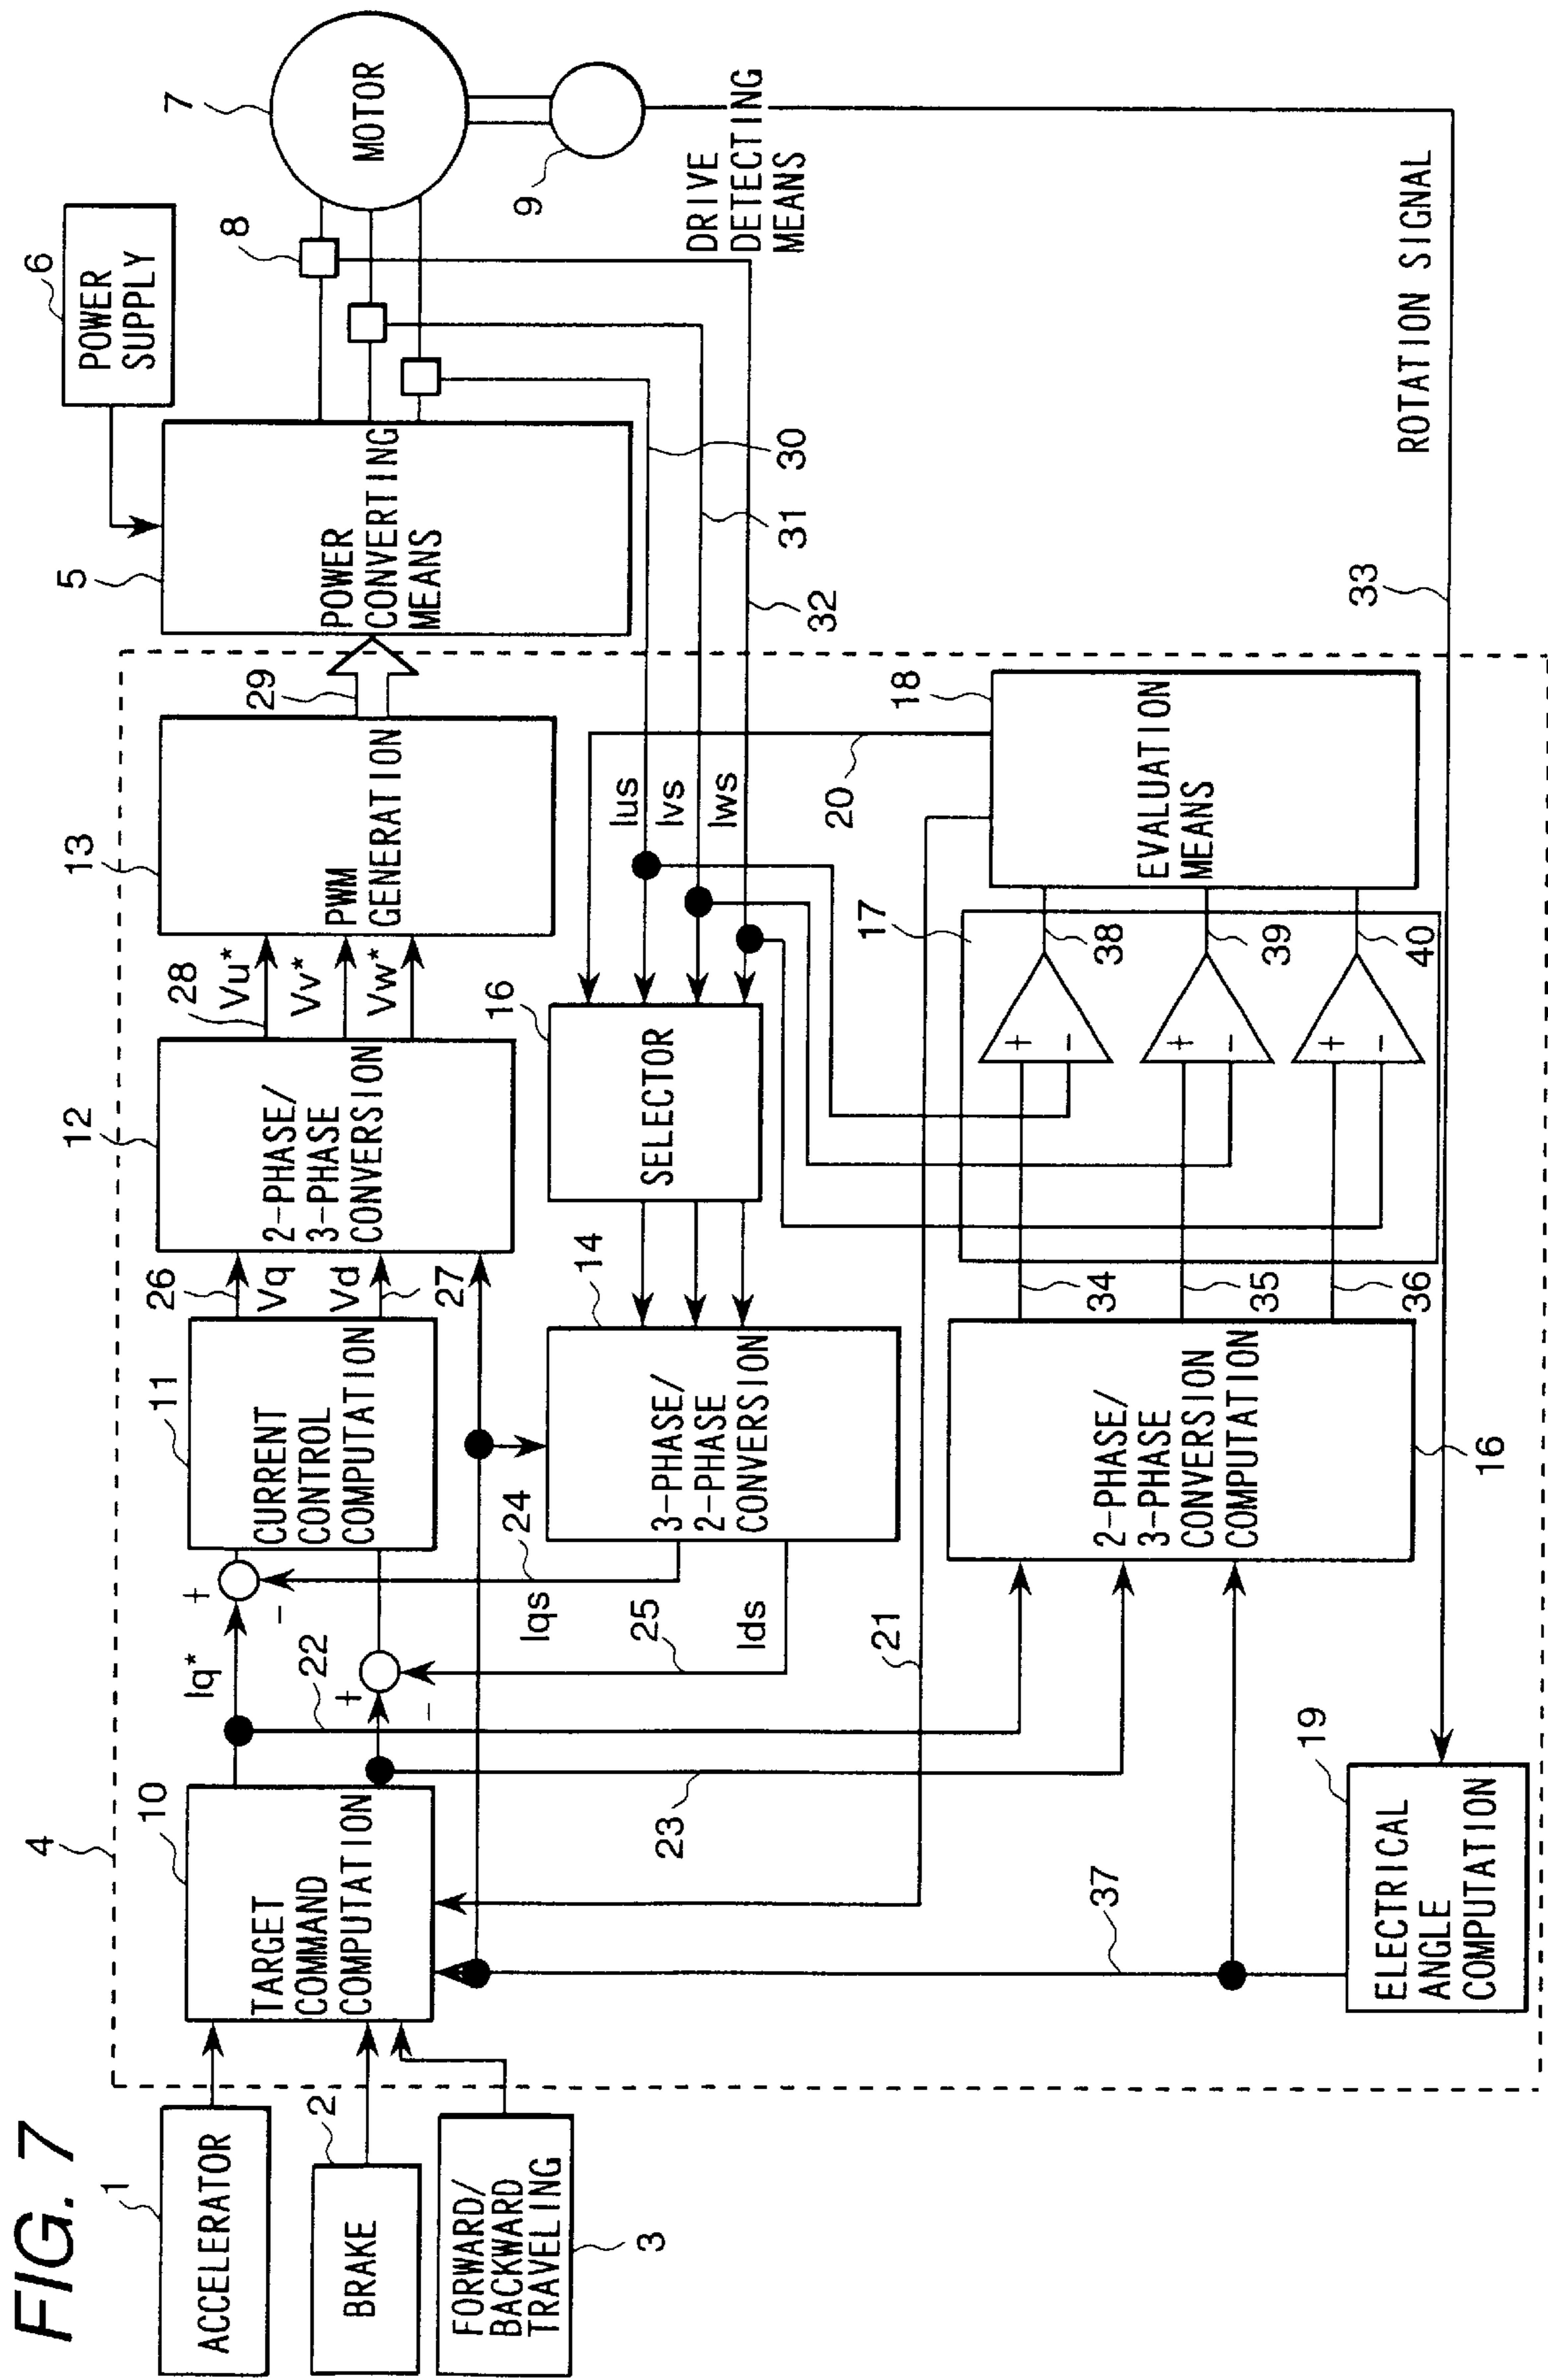 FIG. 7
1
ACCELERATOR
2
BRAKE
FORWARD/
BACKWARD
TRAVELING
3
4
10
TARGET
COMMAND
COMPUTATION
Iq*
+
-
22
+
-
23
11
CURRENT
CONTROL
COMPUTATION
26
Vq
Vd
27
12
2-PHASE/
3-PHASE
CONVERSION
28
Vu*
Vv*
Vw*
13
PWM
GENERATION
29
5
POWER
CONVERTING
MEANS
6
POWER
SUPPLY
8
7
MOTOR
9
DRIVE
DETECTING
MEANS
30
31
32
Ius
Ivs
Iws
16
SELECTOR
14
3-PHASE/
2-PHASE
CONVERSION
24
Iqs
25
Ids
21
20
18
EVALUATION
MEANS
17
+
-
+
-
+
-
38
39
40
34
35
36
2-PHASE/
3-PHASE
CONVERSION
COMPUTATION
16
37
19
ELECTRICAL
ANGLE
COMPUTATION
33
ROTATION SIGNAL